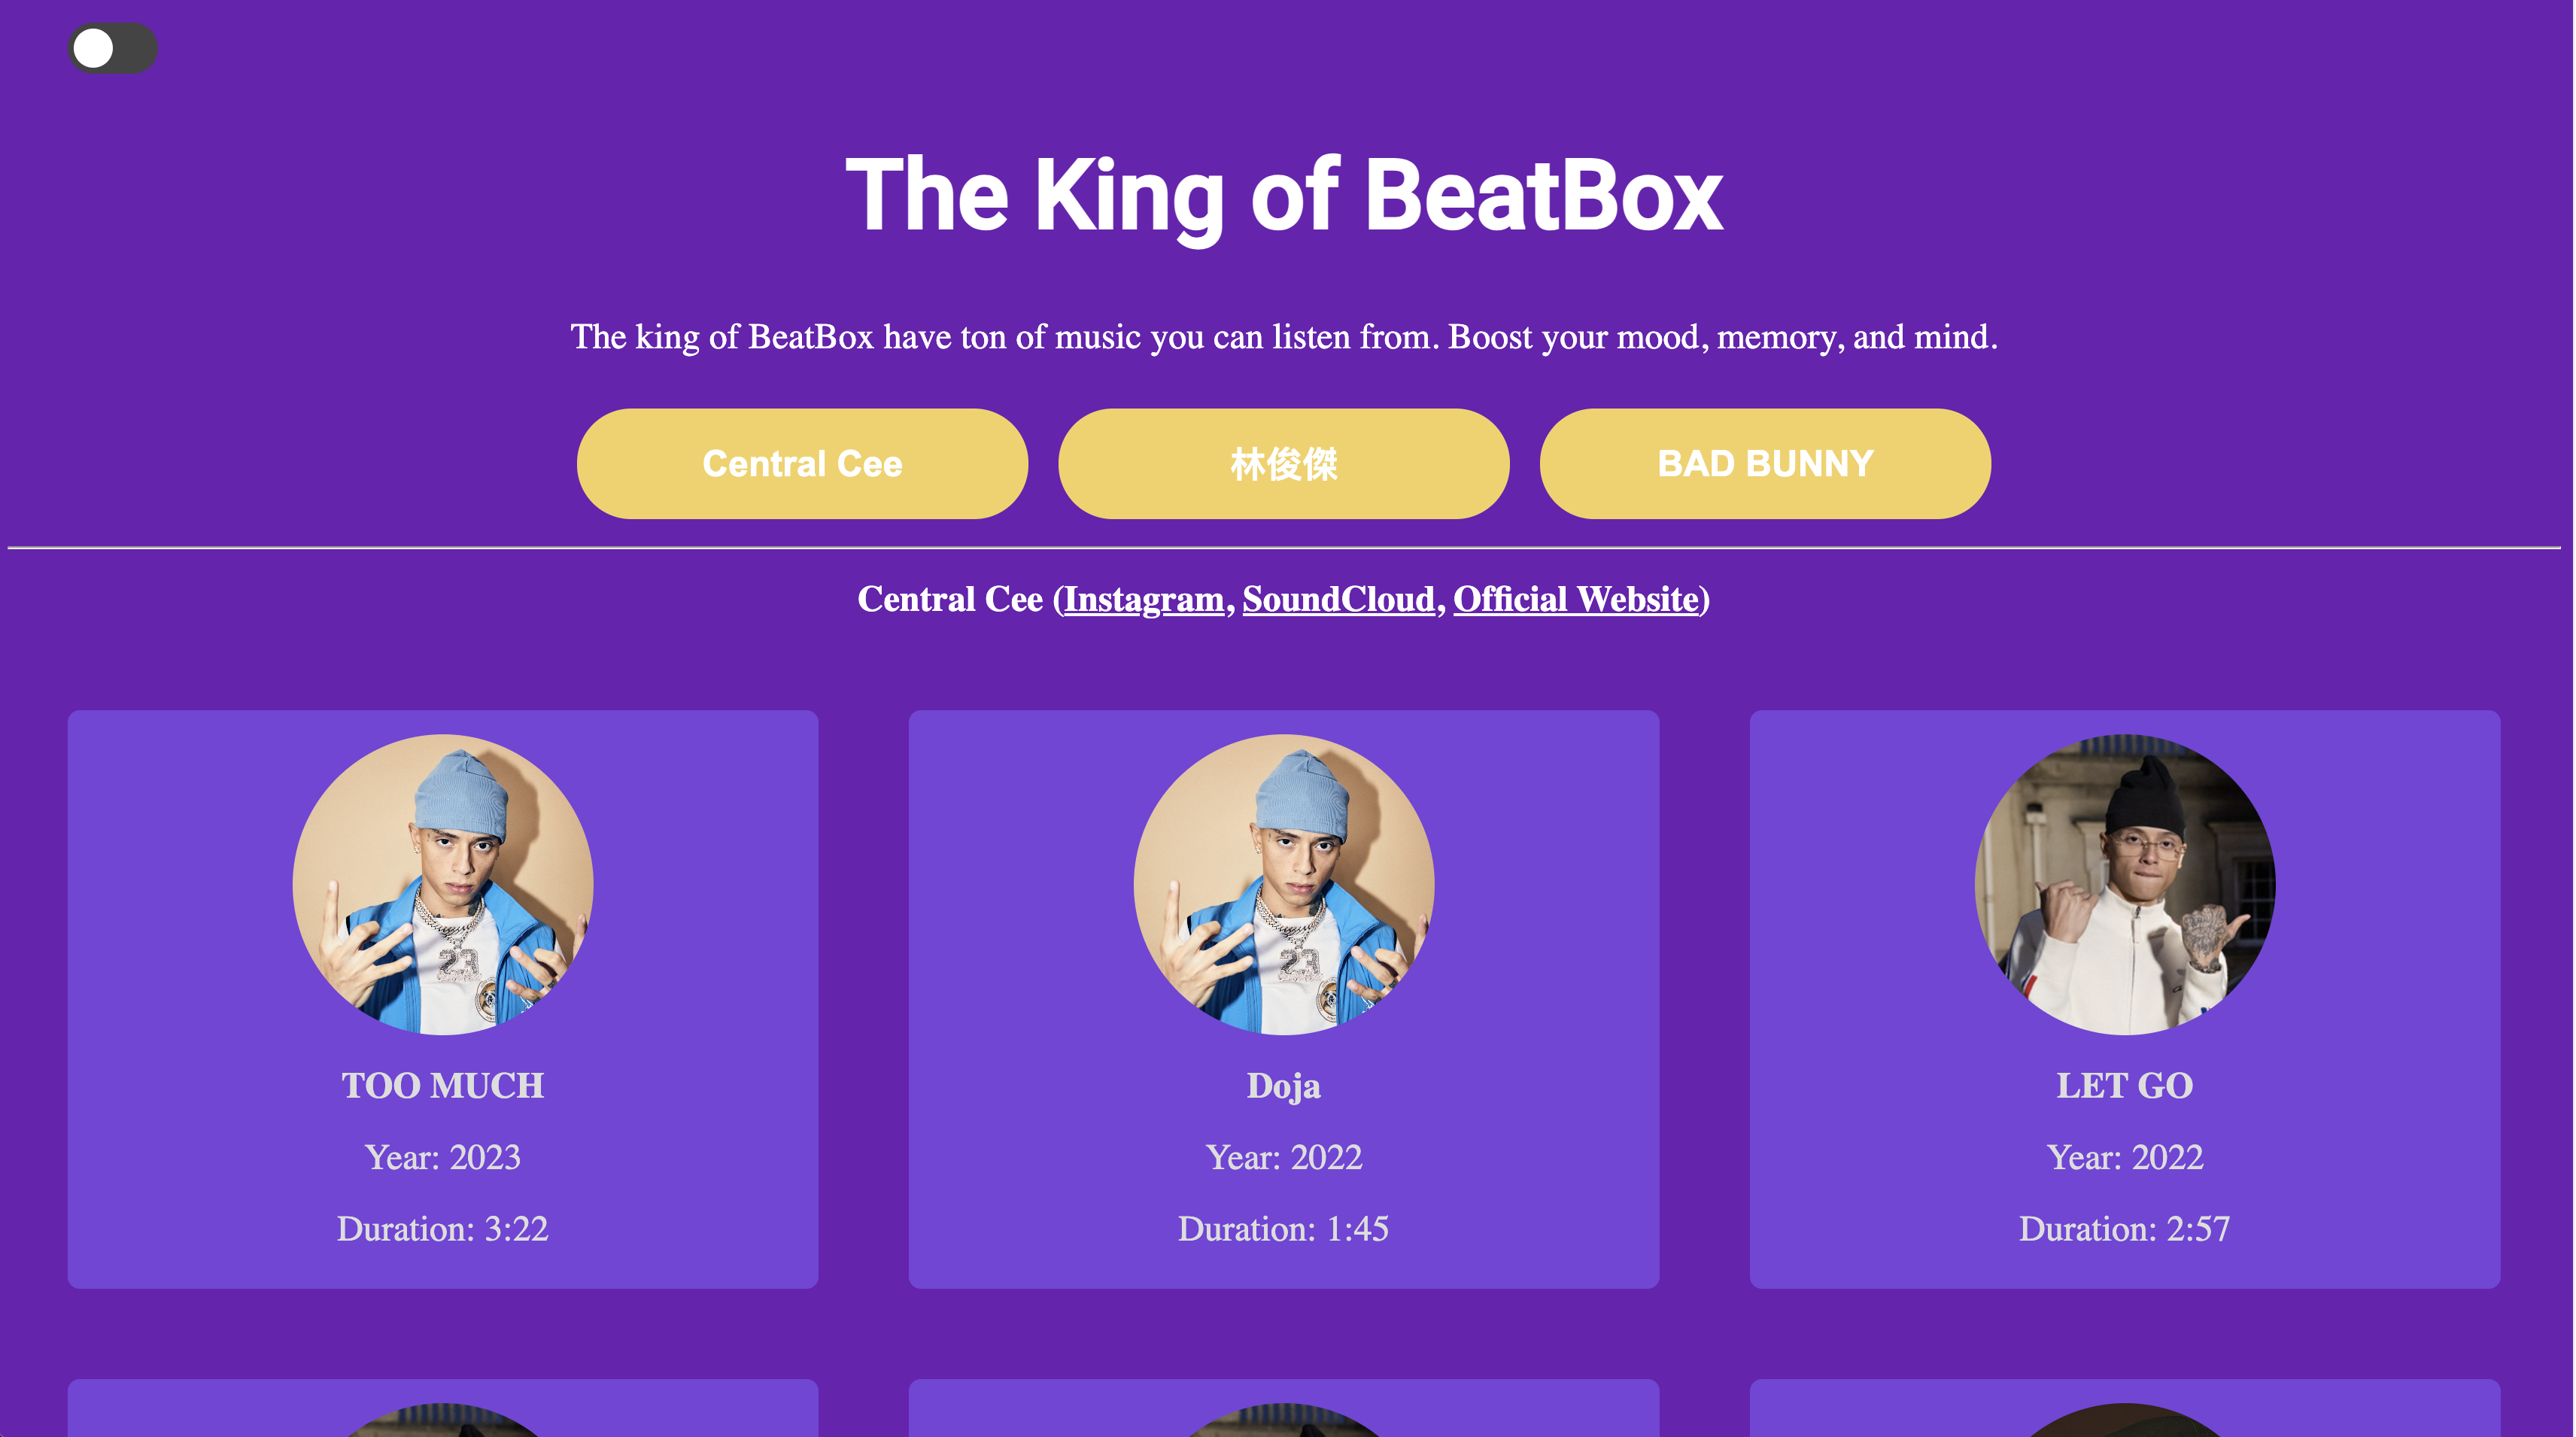 The King of BeatBox
The king of BeatBox have ton of music you can listen from. Boost your mood, memory, and mind.
Central Cee
林俊傑
BAD BUNNY
Central Cee (Instagram, SoundCloud, Official Website)
23
23
TOO MUCH
Doja
LET GO
Year: 2023
Year: 2022
Year: 2022
Duration: 3:22
Duration: 1:45
Duration: 2:57